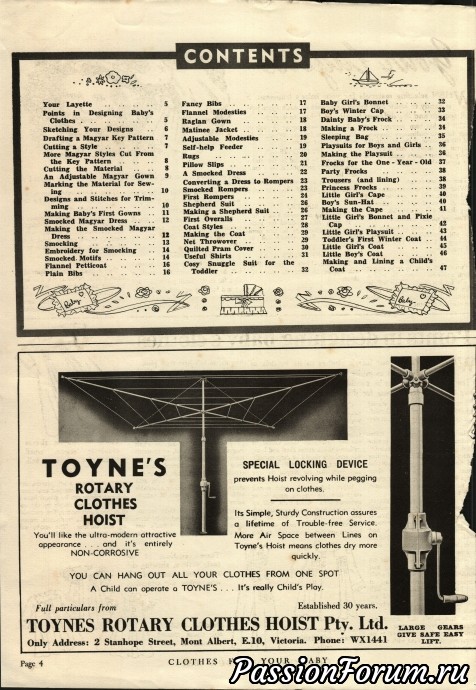 CONTENTS
Your Layette 5
Points in Designing Baby's
Clothes 5
Sketching Your Designs 6
Drafting a Magyar Key Pattern 7
Cutting a Style 7
More Magyar Styles Cut From
the Key Pattern 8
Cutting the Material 8
An Adjustable Magyar Gown 9
Marking the Material for Sew-
ing 10
Designs and Stitches for Trim-
ming 10
Making Baby's First Gowns 11
Smocked Magyar Dress 12
Making the Smocked Magyar
Dress 12
Smocking 13
Embroidery for Smocking 14
Smocked Motifs 14
Flannel Petticoat 16
Plain Bibs 16
Fancy Bibs 17
Flannel Modesties 17
Raglan Gown 18
Matinee Jacket 18
Adjustable Modesties 19
Self-help Feeder 19
Rugs 20
Pillow Slips 21
A Smocked Dress 22
Converting a Dress to Rompers 23
Smocked Rompers 23
First Rompers 24
Shepherd Suit 26
Making a Shepherd Suit 26
First Overalls 27
Coat Styles 28
Making the Coat 29
Net Throwover 29
Quilted Pram Cover 30
Useful Shirts 31
Cosy Snuggle Suit for the
Toddler 32
Baby Girl's Bonnet 32
Boy's Winter Cap 33
Dainty Baby's Frock 34
Making a Frock 34
Sleeping Bag 35
Playsuits for Boys and Girls 36
Making the Playsuit 36
Frocks for the One-Year-Old 37
Party Frocks 38
Trousers (and lining) 38
Princess Frocks 39
Little Girl's Cape 40
Boy's Sun-Hat 40
Making the Cape 41
Little Girl's Bonnet and Pixie
Cap 42
Little Girl's Playsuit 43
Toddler's First Winter Coat 44
Little Girl's Coat 45
Little Boy's Coat 46
Making and Lining a Child's
Coat 47
Baby
Baby
TOYNE'S
ROTARY
CLOTHES
HOIST
You'll like the ultra-modern attractive
appearance . . . and it's entirely
NON-CORROSIVE
SPECIAL LOCKING DEVICE
prevents Hoist revolving while pegging
on clothes.
Its Simple, Sturdy Construction assures
a lifetime of Trouble-free Service.
More Air Space between Lines on
Toyne's Hoist means clothes dry more
quickly.
YOU CAN HANG OUT ALL YOUR CLOTHES FROM ONE SPOT
A Child can operate a TOYNE'S . . . It's really Child's Play.
Full particulars from
Established 30 years.
TOYNES ROTARY CLOTHES HOIST Pty. Ltd.
Only Address: 2 Stanhope Street, Mont Albert, E.10, Victoria. Phone: WX1441
LARGE GEARS
GIVE SAFE EASY
LIFT.
Page 4
CLOTHES FOR YOUR BABY
PassionForum.ru